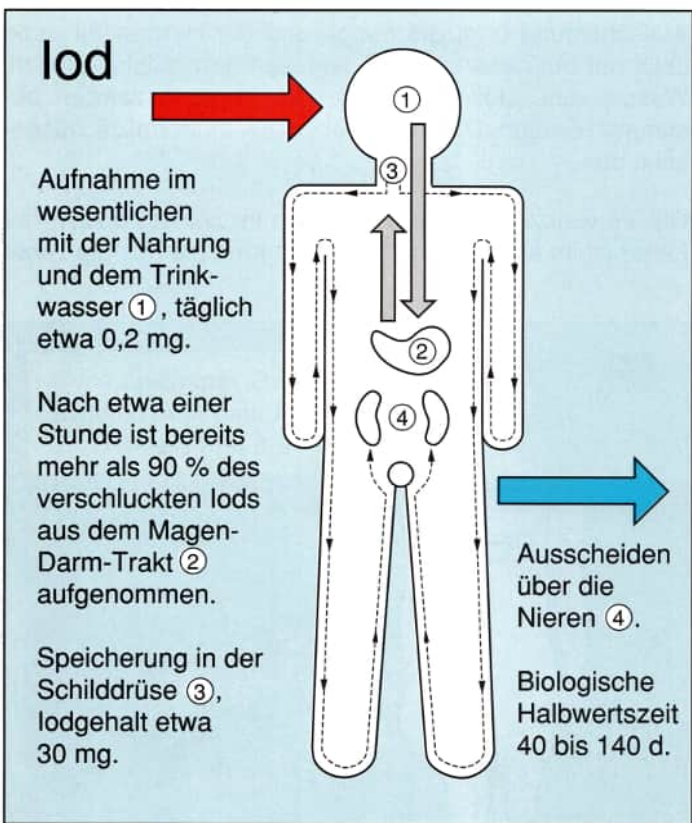 Iod
Aufnahme im
wesentlichen
mit der Nahrung
und dem Trink-
wasser ①, täglich
etwa 0,2 mg.
Nach etwa einer
Stunde ist bereits
mehr als 90 % des
verschluckten Iods
aus dem Magen-
Darm-Trakt ②
aufgenommen.
Speicherung in der
Schilddrüse ③,
Iodgehalt etwa
30 mg.
①
③
②
④
Ausscheiden
über die
Nieren ④.
Biologische
Halbwertszeit
40 bis 140 d.